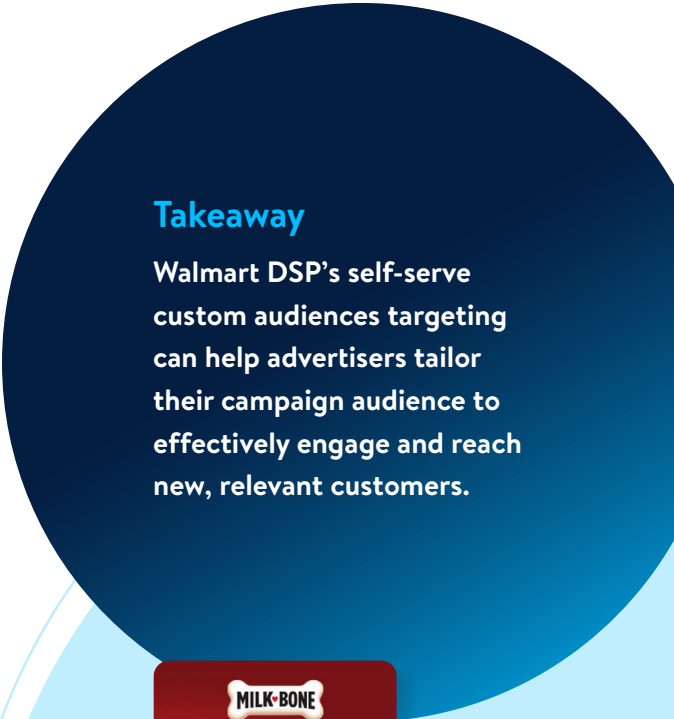 Takeaway
Walmart DSP’s self-serve
custom audiences targeting
can help advertisers tailor
their campaign audience to
effectively engage and reach
new, relevant customers.
MILK♥BONE